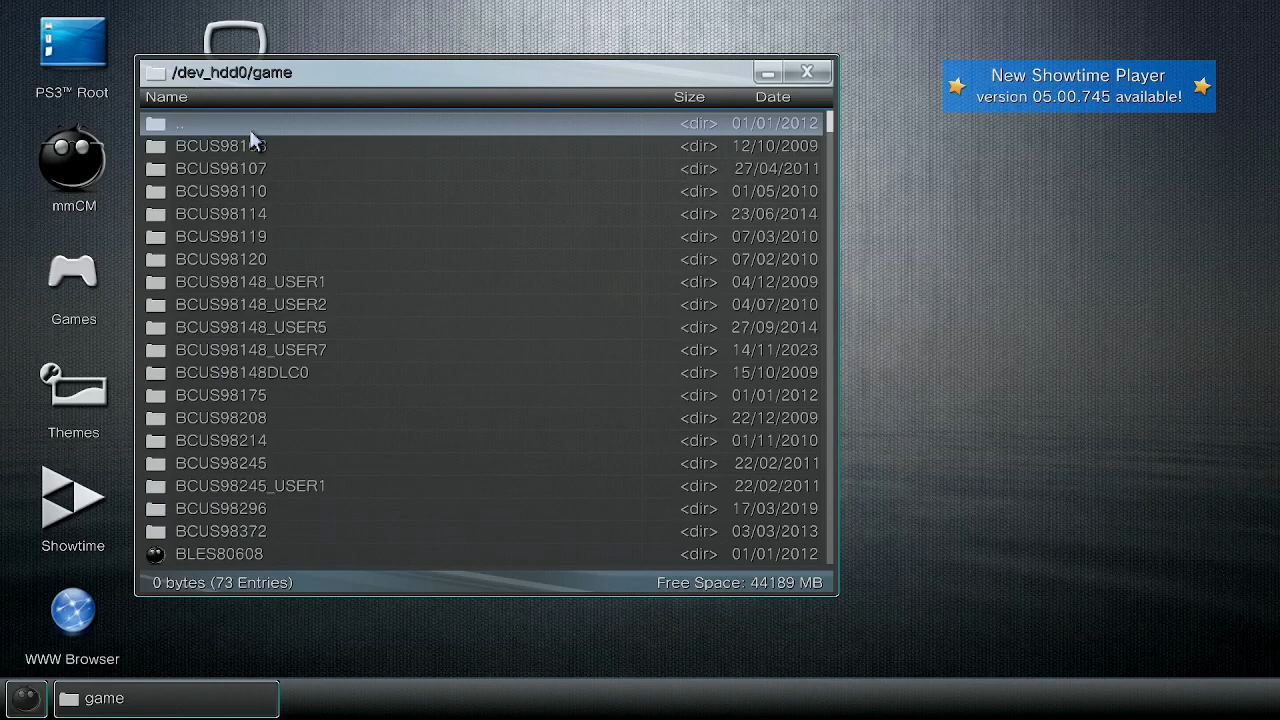 PS3™ Root
mmCM
Games
Themes
Showtime
WWW Browser
/dev_hdd0/game
X
Name Size Date
.. <dir> 01/01/2012
<dir> 12/10/2009
BCUS98107 <dir> 27/04/2011
BCUS98110 <dir> 01/05/2010
BCUS98114 <dir> 23/06/2014
BCUS98119 <dir> 07/03/2010
BCUS98120 <dir> 07/02/2010
BCUS98148_USER1 <dir> 04/12/2009
BCUS98148_USER2 <dir> 04/07/2010
BCUS98148_USER5 <dir> 27/09/2014
BCUS98148_USER7 <dir> 14/11/2023
BCUS98148DLC0 <dir> 15/10/2009
BCUS98175 <dir> 01/01/2012
BCUS98208 <dir> 22/12/2009
BCUS98214 <dir> 01/11/2010
BCUS98245 <dir> 22/02/2011
BCUS98245_USER1 <dir> 22/02/2011
BCUS98296 <dir> 17/03/2019
BCUS98372 <dir> 03/03/2013
BLES80608 <dir> 01/01/2012
0 bytes (73 Entries) Free Space: 44189 MB
New Showtime Player
version 05.00.745 available!
game